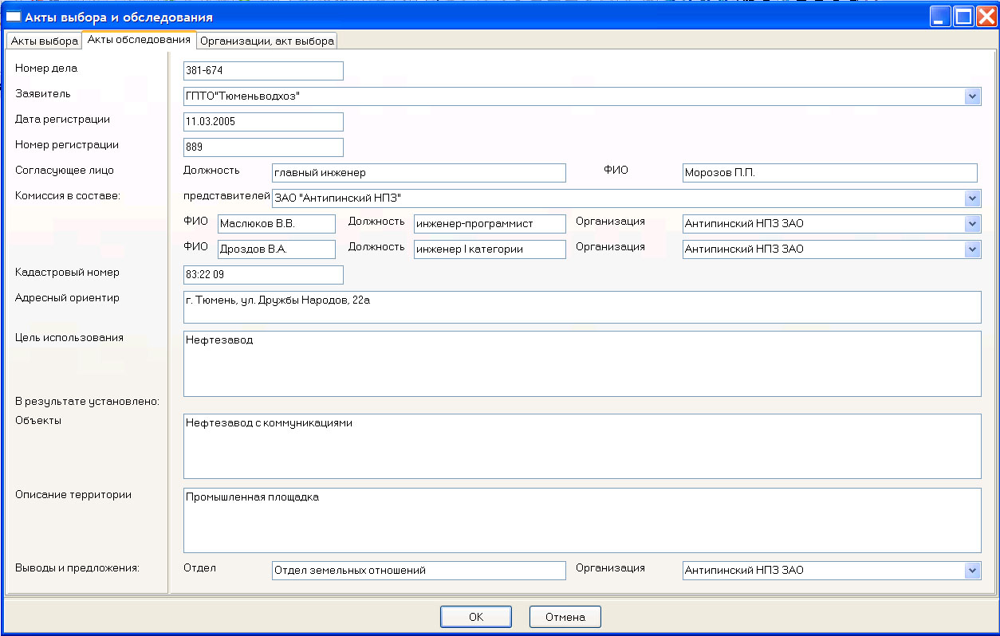 Акты выбора и обследования
Акты выбора Акты обследования Организации, акт выбора
Номер дела 381-674
Заявитель ГПТО"Тюменьводхоз"
Дата регистрации 11.03.2005
Номер регистрации 889
Согласующее лицо Должность главный инженер ФИО Морозов П.П.
Комиссия в составе: представителей ЗАО "Антипинский НПЗ"
ФИО Маслюков В.В. Должность инженер-программист Организация Антипинский НПЗ ЗАО
ФИО Дроздов В.А. Должность инженер I категории Организация Антипинский НПЗ ЗАО
Кадастровый номер 83:22 09
Адресный ориентир г. Тюмень, ул. Дружбы Народов, 22а
Цель использования Нефтезавод
В результате установлено:
Объекты Нефтезавод с коммуникациями
Описание территории Промышленная площадка
Выводы и предложения: Отдел Отдел земельных отношений Организация Антипинский НПЗ ЗАО
OK Отмена